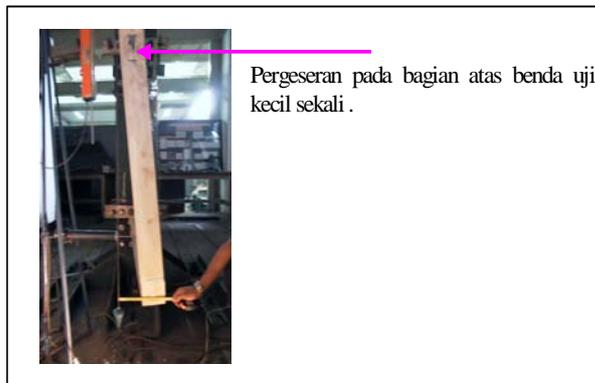 Pergeseran pada bagian atas benda uji
kecil sekali .